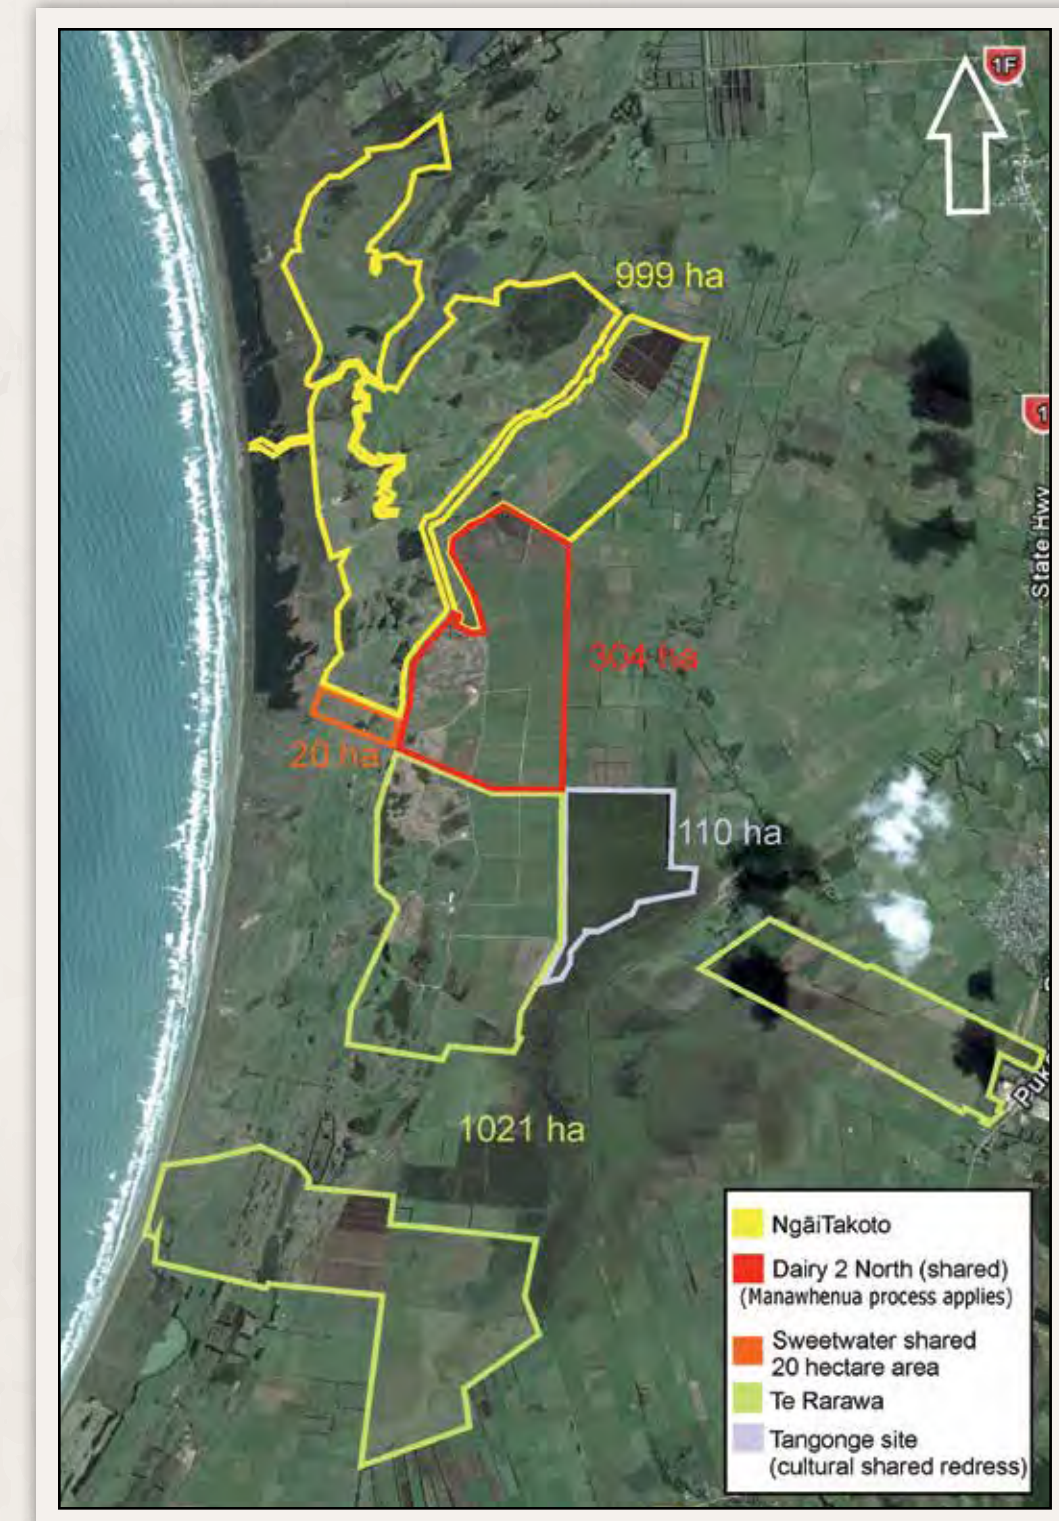 1F
999 ha
1
State Hwy
304 ha
20 ha
110 ha
1021 ha
NgāiTakoto
Dairy 2 North (shared)
(Manawhenua process applies)
Sweetwater shared
20 hectare area
Te Rarawa
Tangonge site
(cultural shared redress)